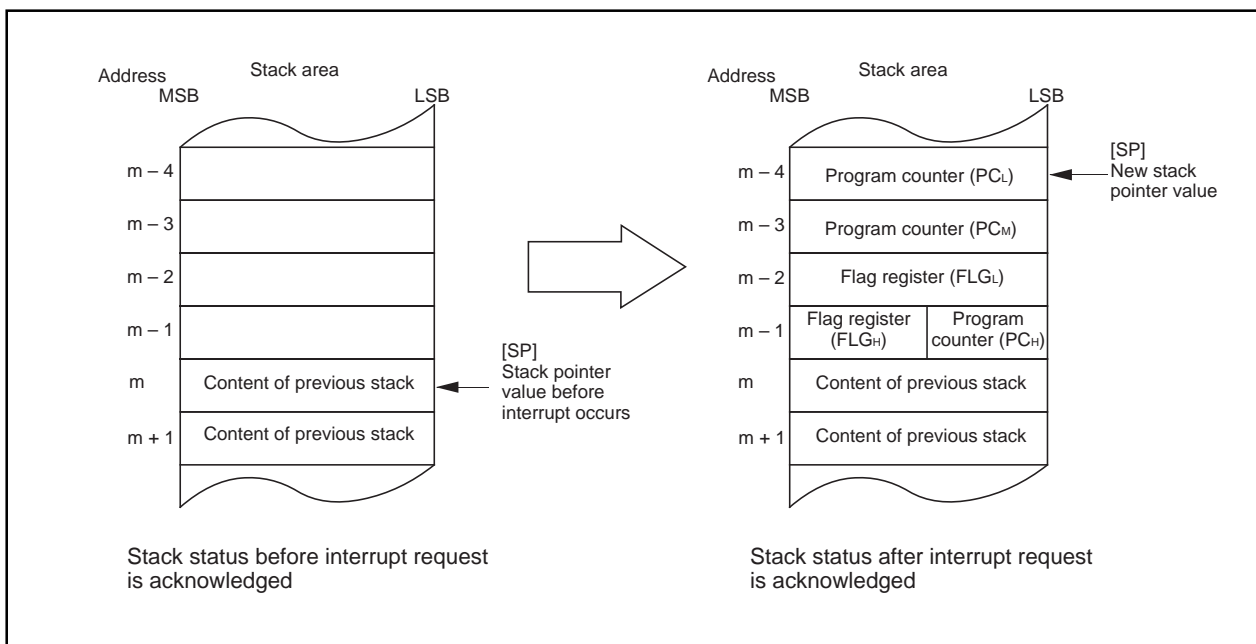 Address
Stack area
MSB
LSB
m – 4
m – 3
m – 2
m – 1
m
Content of previous stack
m + 1
Content of previous stack
[SP]
Stack pointer
value before
interrupt occurs
Stack status before interrupt request
is acknowledged
Address
Stack area
MSB
LSB
m – 4
Program counter (PCL)
[SP]
New stack
pointer value
m – 3
Program counter (PCM)
m – 2
Flag register (FLGL)
m – 1
Flag register
(FLGH)
Program
counter (PCH)
m
Content of previous stack
m + 1
Content of previous stack
Stack status after interrupt request
is acknowledged